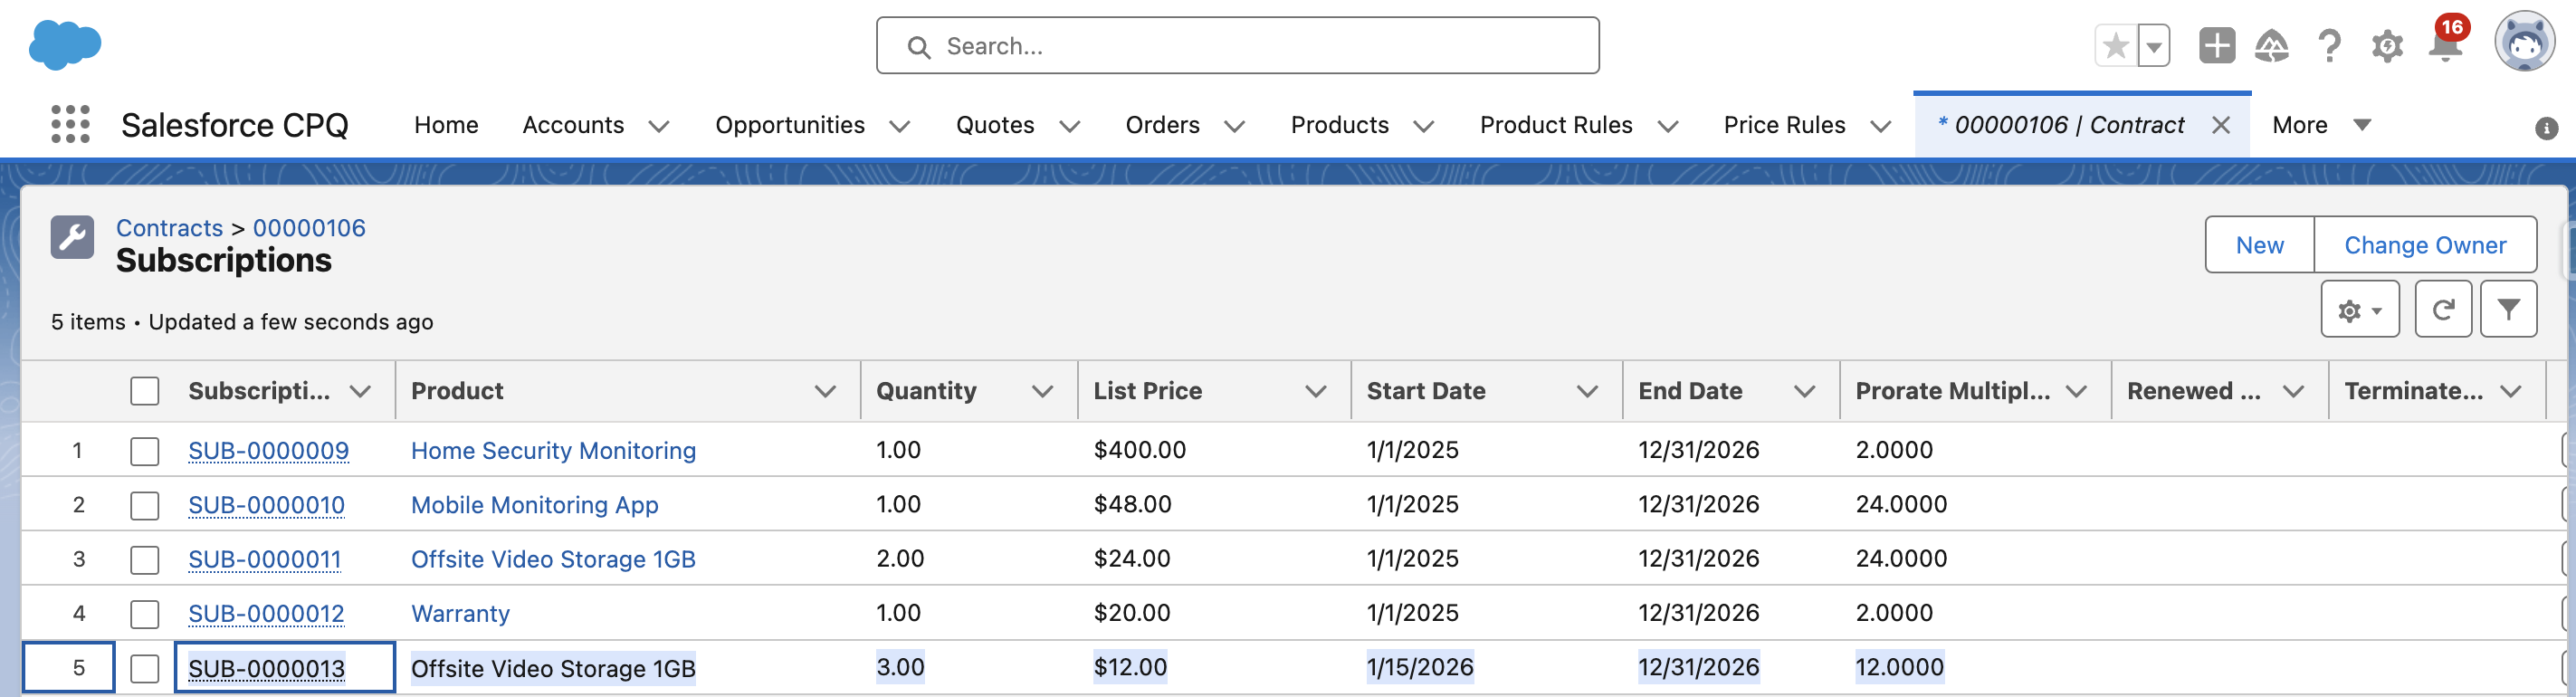 Search...
16
Salesforce CPQ Home Accounts Opportunities Quotes Orders Products Product Rules Price Rules * 00000106 | Contract More
Contracts > 00000106
Subscriptions
New Change Owner
5 items • Updated a few seconds ago
Subscripti... Product Quantity List Price Start Date End Date Prorate Multipl... Renewed ... Terminate...
1 SUB-0000009 Home Security Monitoring 1.00 $400.00 1/1/2025 12/31/2026 2.0000
2 SUB-0000010 Mobile Monitoring App 1.00 $48.00 1/1/2025 12/31/2026 24.0000
3 SUB-0000011 Offsite Video Storage 1GB 2.00 $24.00 1/1/2025 12/31/2026 24.0000
4 SUB-0000012 Warranty 1.00 $20.00 1/1/2025 12/31/2026 2.0000
5 SUB-0000013 Offsite Video Storage 1GB 3.00 $12.00 1/15/2026 12/31/2026 12.0000